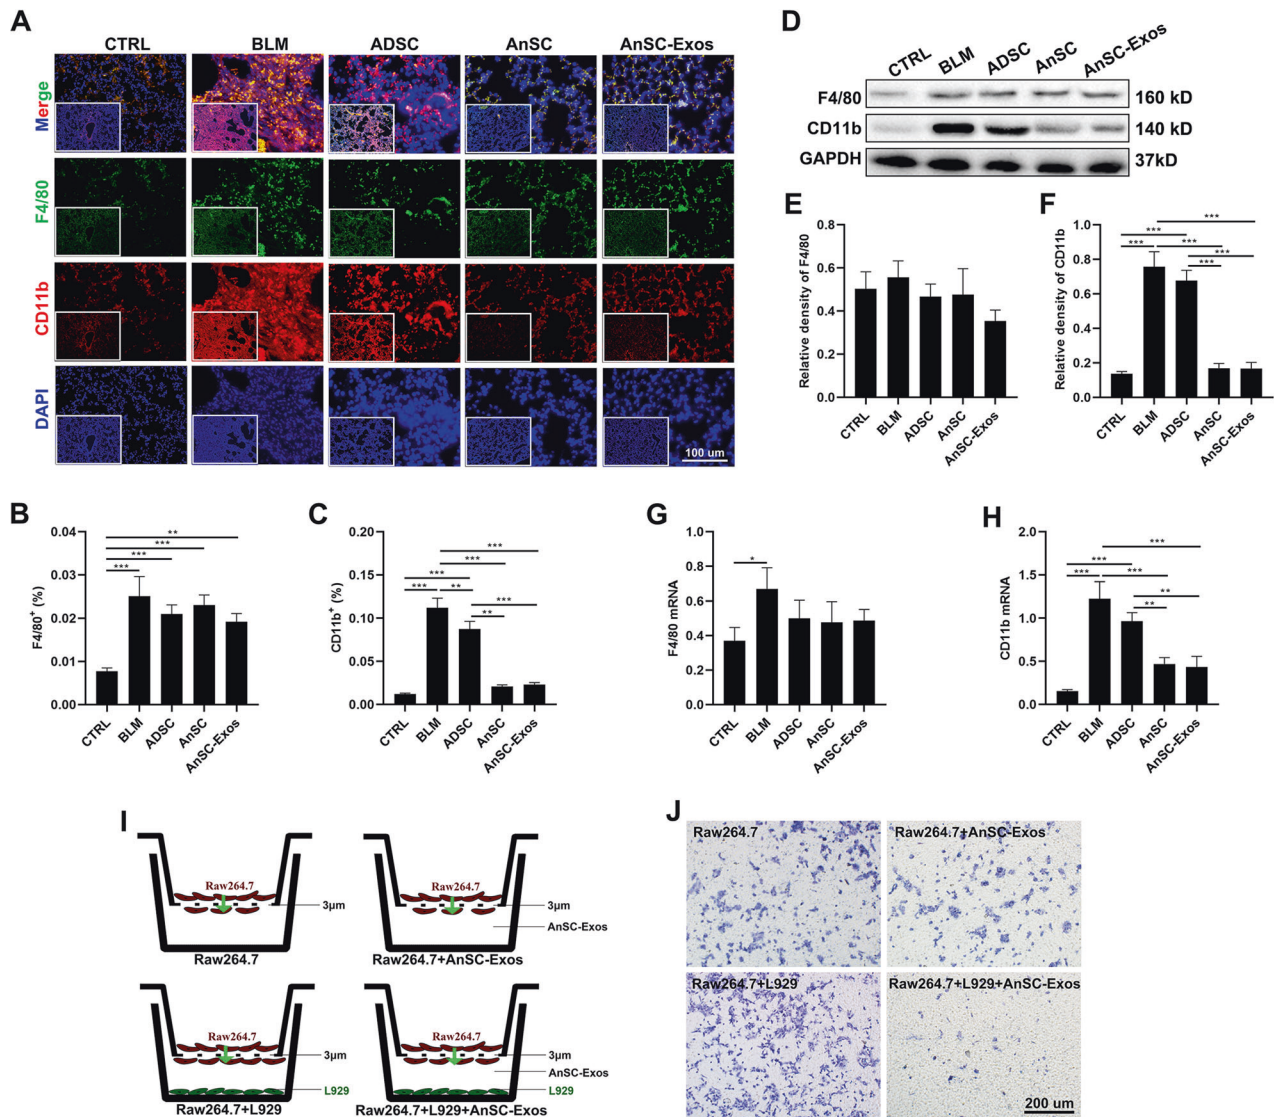 A
CTRL BLM ADSC AnSC AnSC-Exos
Merge
F4/80
CD11b
DAPI
100 um
D
CTRL BLM ADSC AnSC AnSC-Exos
F4/80 160 kD
CD11b 140 kD
GAPDH 37kD
E
Relative density of F4/80
0.8
0.6
0.4
0.2
0.0
CTRL BLM ADSC AnSC AnSC-Exos
F
Relative density of CD11b
1.0
0.8
0.6
0.4
0.2
0.0
***
*** ***
*** ***
***
CTRL BLM ADSC AnSC AnSC-Exos
B
F4/80+ (%)
0.04
0.03
0.02
0.01
0.00
**
***
***
***
CTRL BLM ADSC AnSC AnSC-Exos
C
CD11b+ (%)
0.20
0.15
0.10
0.05
0.00
***
***
***
*** **
***
**
CTRL BLM ADSC AnSC AnSC-Exos
G
F4/80 mRNA
1.0
0.8
0.6
0.4
0.2
0.0
*
CTRL BLM ADSC AnSC AnSC-Exos
H
CD11b mRNA
2.0
1.5
1.0
0.5
0.0
***
***
*** ***
**
**
CTRL BLM ADSC AnSC AnSC-Exos
I
Raw264.7
3μm
Raw264.7
Raw264.7
3μm
AnSC-Exos
Raw264.7+AnSC-Exos
Raw264.7
3μm
L929
Raw264.7+L929
Raw264.7
3μm
AnSC-Exos
L929
Raw264.7+L929+AnSC-Exos
J
Raw264.7
Raw264.7+AnSC-Exos
Raw264.7+L929
Raw264.7+L929+AnSC-Exos
200 um